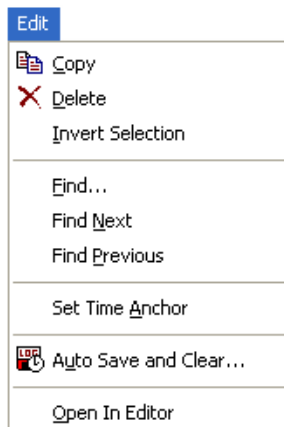 Edit
Copy
Delete
Invert Selection
Find...
Find Next
Find Previous
Set Time Anchor
LOG
Auto Save and Clear...
Open In Editor